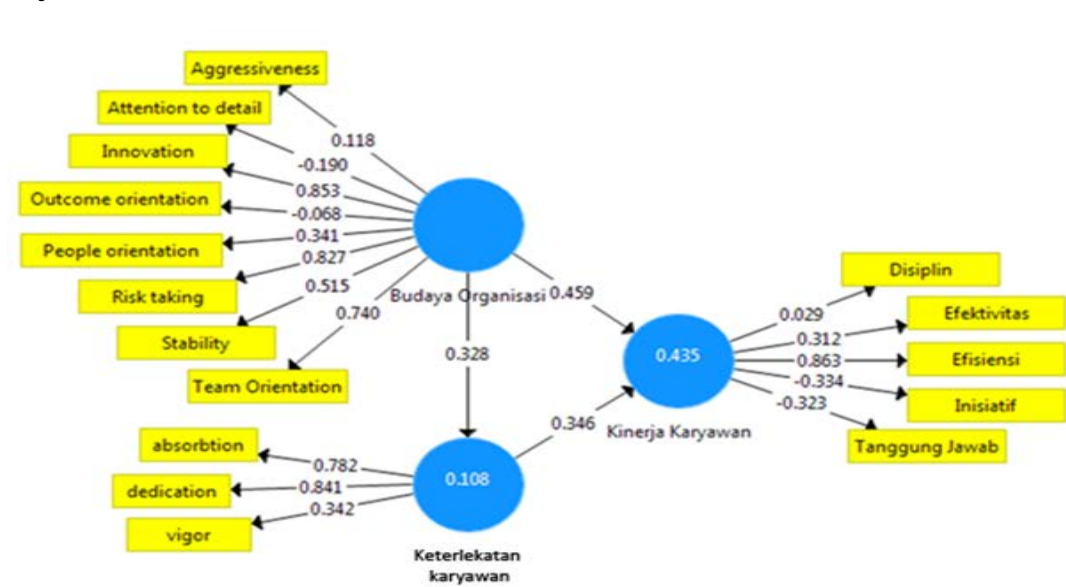 Aggressiveness
Attention to detail
Innovation
Outcome orientation
People orientation
Risk taking
Stability
Team Orientation
0.118
-0.190
0.853
-0.068
0.341
0.827
0.515
0.740
Budaya Organisasi
0.459
0.328
0.346
0.435
Kinerja Karyawan
0.029
0.312
0.863
-0.334
-0.323
Disiplin
Efektivitas
Efisiensi
Inisiatif
Tanggung Jawab
absorbtion
dedication
vigor
0.782
0.841
0.342
0.108
Keterlekatan
karyawan